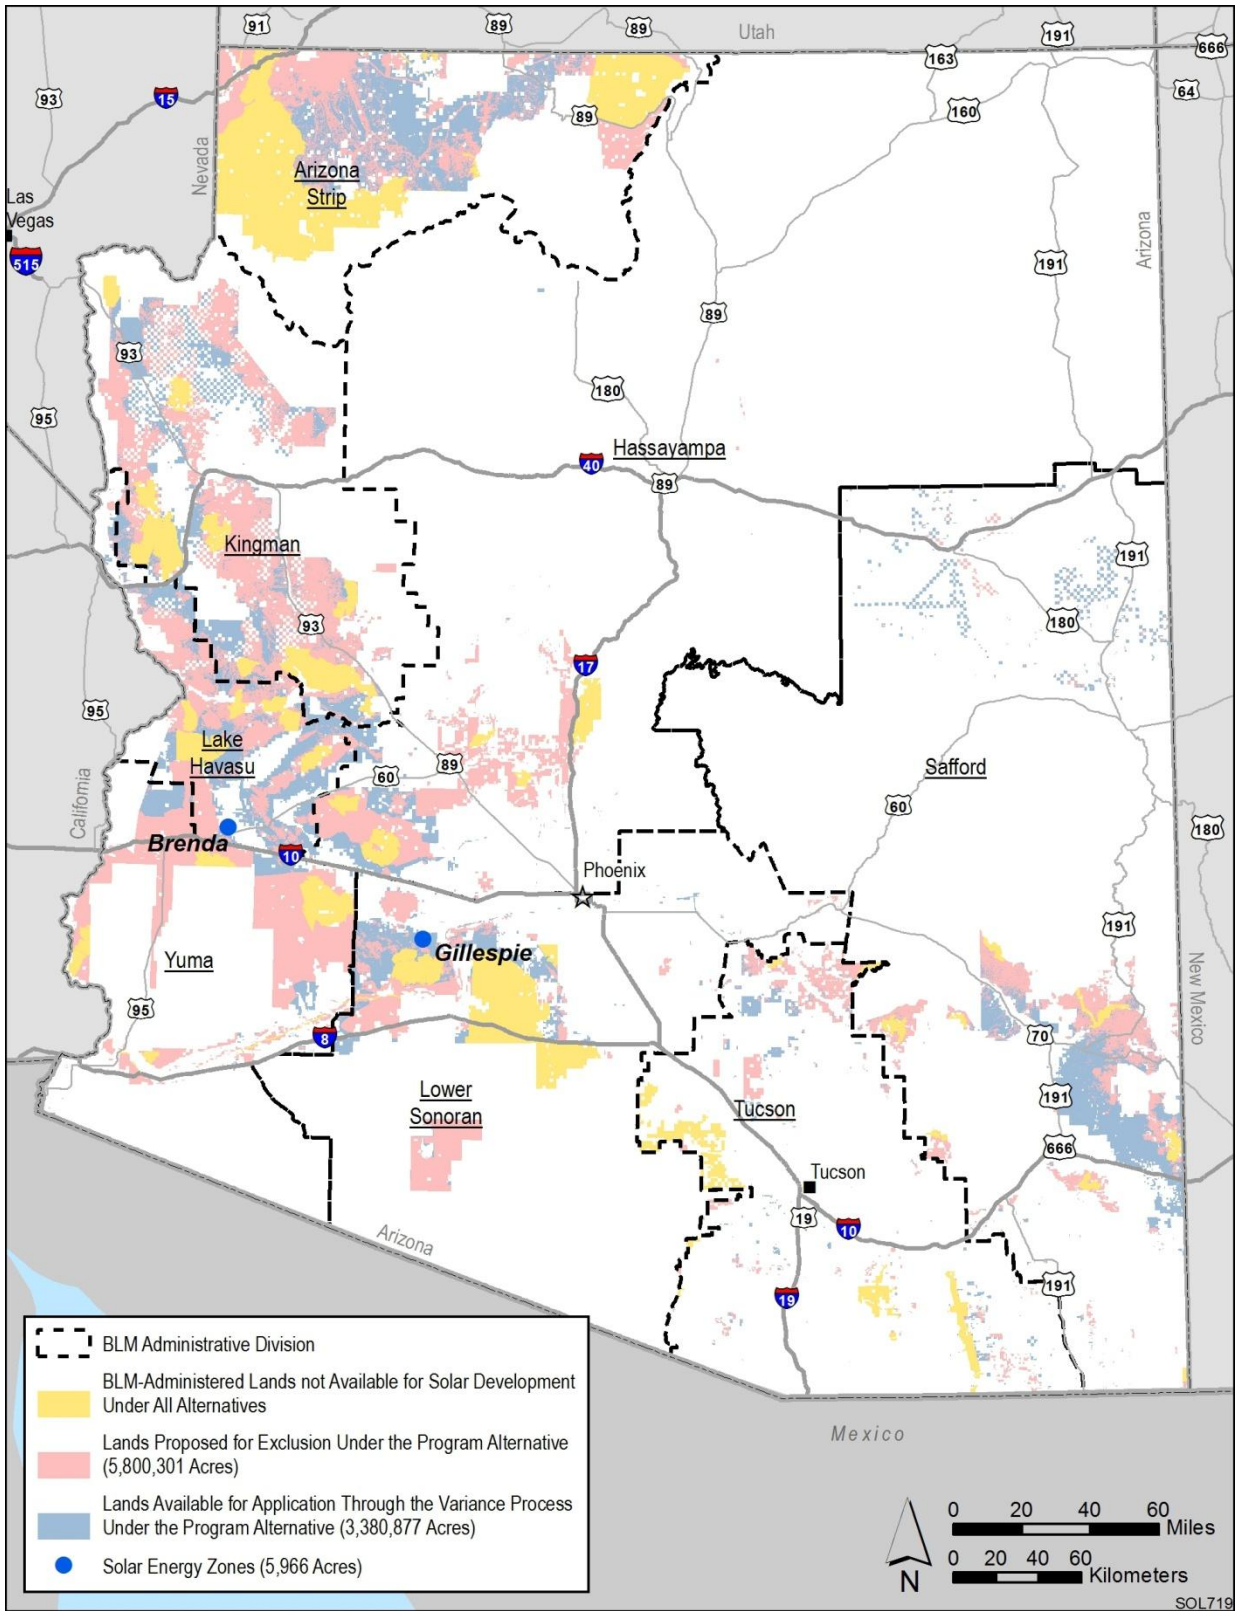 91
89
89
Utah
191
666
163
93
15
64
160
89
Nevada
Arizona
Strip
Las
Vegas
515
Arizona
191
89
93
180
95
Hassayampa
40
89
Kingman
191
93
180
17
95
Lake
Havasu
89
60
Safford
60
California
Brenda
10
180
Phoenix
191
Yuma
Gillespie
New Mexico
95
8
70
Lower
Sonoran
Tucson
191
666
Tucson
19
10
Arizona
19
191
Mexico
BLM Administrative Division
BLM-Administered Lands not Available for Solar Development
Under All Alternatives
Lands Proposed for Exclusion Under the Program Alternative
(5,800,301 Acres)
Lands Available for Application Through the Variance Process
Under the Program Alternative (3,380,877 Acres)
Solar Energy Zones (5,966 Acres)
N
0 20 40 60
Miles
0 20 40 60
Kilometers
SOL719